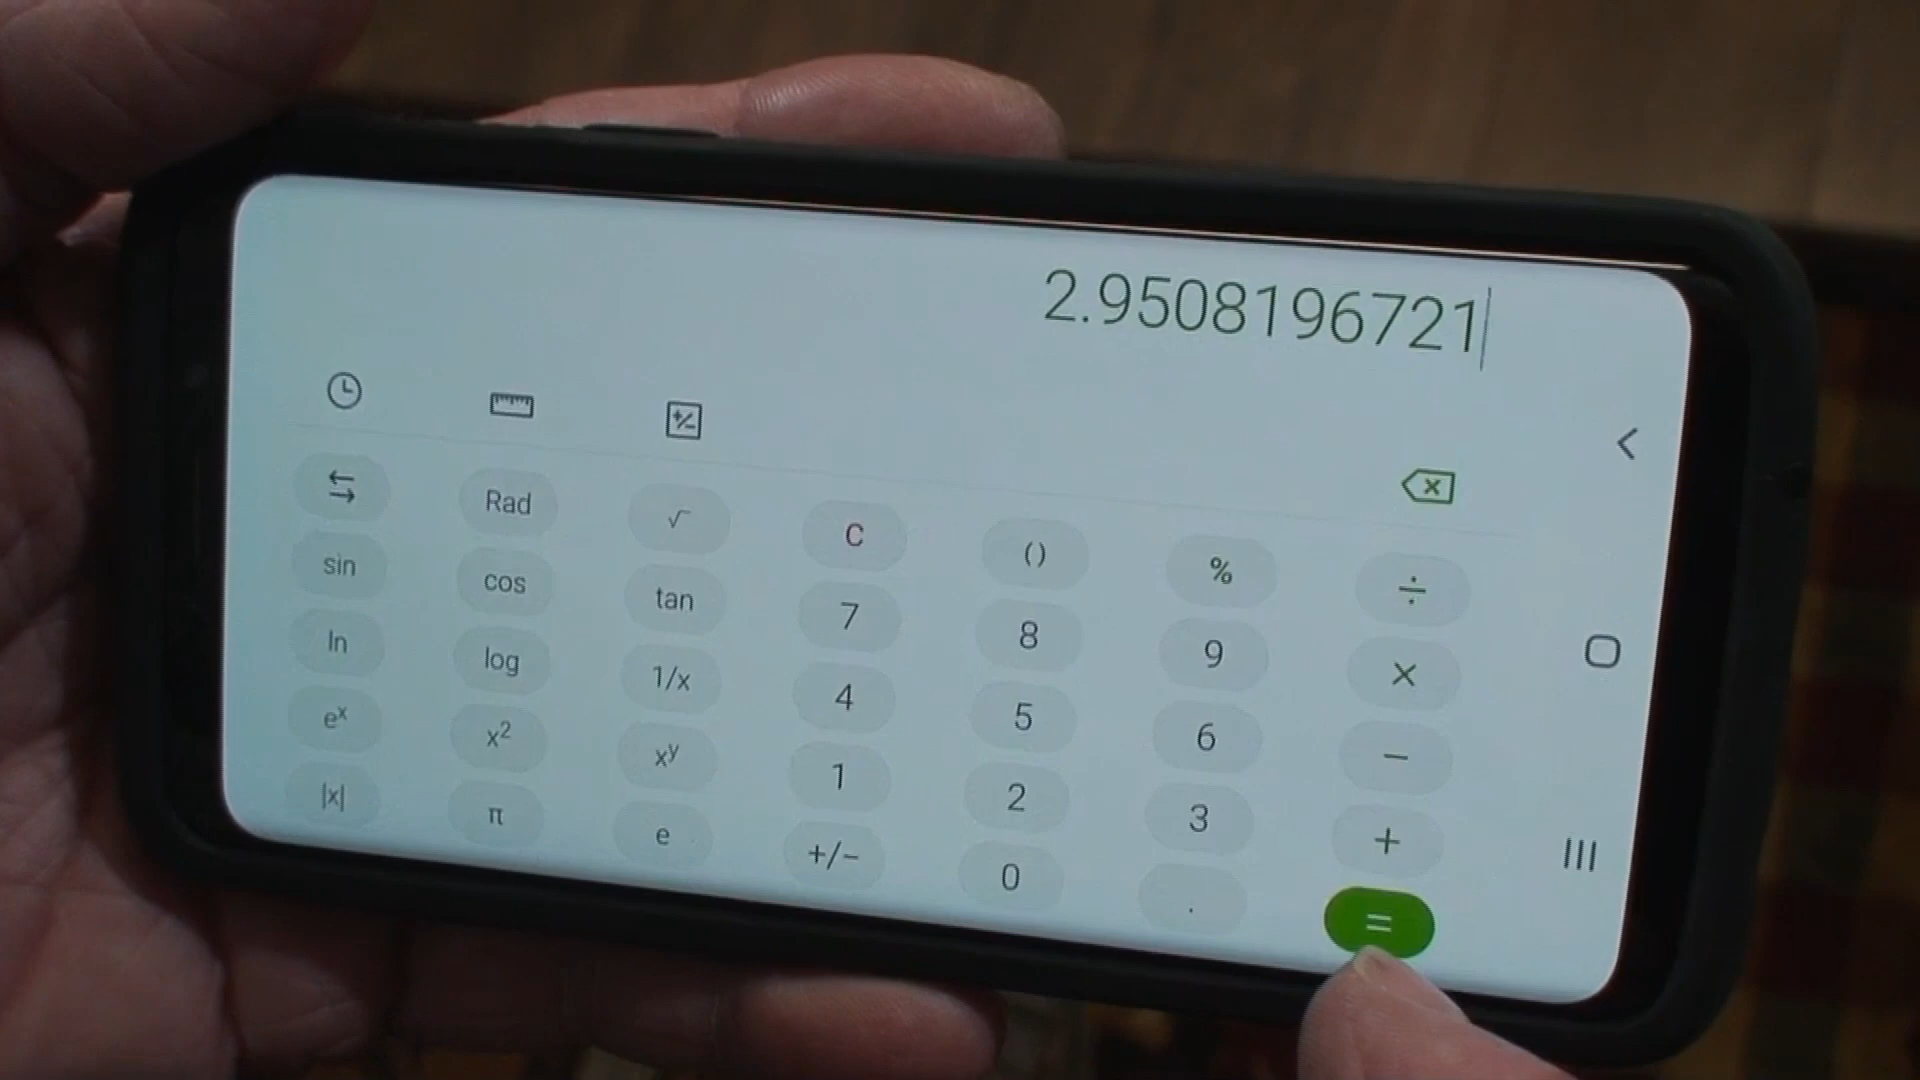 2.9508196721
⇆ Rad √ C () % ÷
sin cos tan 7 8 9 ×
ln log 1/x 4 5 6 −
eˣ x² xʸ 1 2 3 +
|x| π e +/− 0 . =